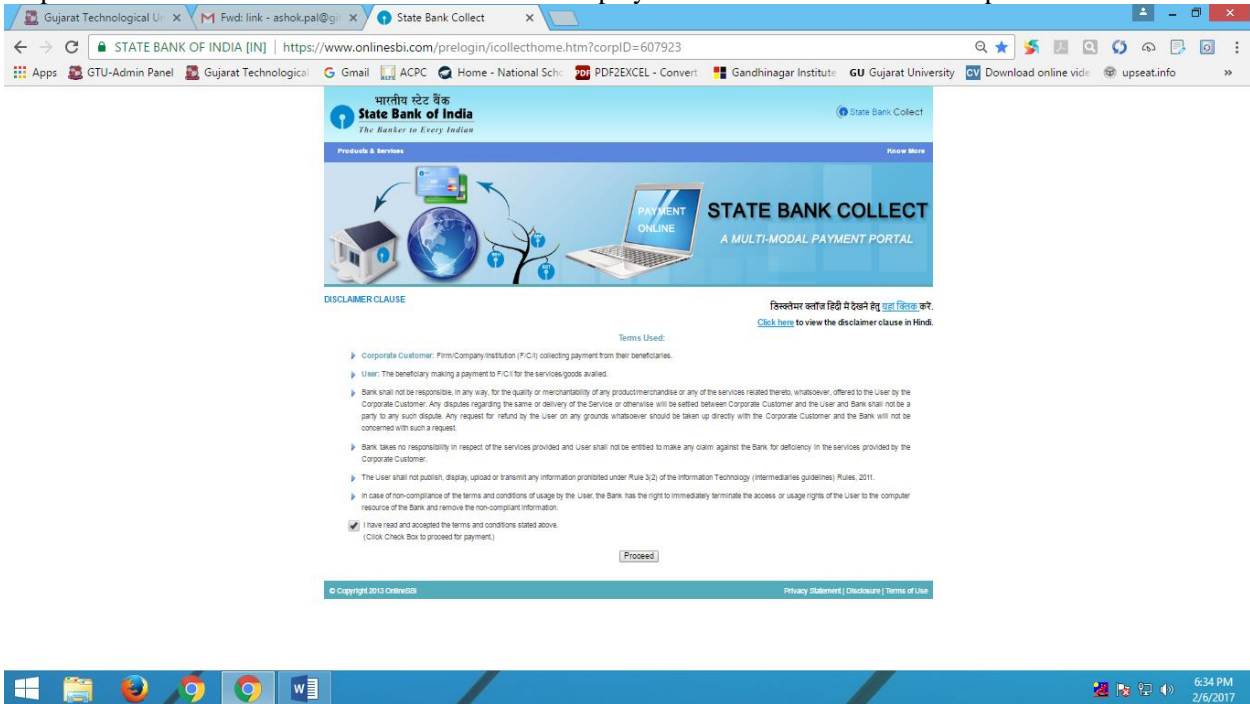 Gujarat Technological Un
Fwd: link - ashok.pal@git
State Bank Collect
STATE BANK OF INDIA [IN] | https://www.onlinesbi.com/prelogin/icollecthome.htm?corpID=607923
Apps GTU-Admin Panel Gujarat Technological Gmail ACPC Home - National Scho PDF2EXCEL - Convert Gandhinagar Institute GU Gujarat University CV Download online vide upseat.info »
भारतीय स्टेट बैंक
State Bank of India
The Banker to Every Indian
State Bank Collect
Products & Services Know More
PAYMENT
ONLINE
STATE BANK COLLECT
A MULTI-MODAL PAYMENT PORTAL
DISCLAIMER CLAUSE
डिस्क्लेमर क्लॉज हिंदी में देखने हेतु यहां क्लिक करें.
Click here to view the disclaimer clause in Hindi.
Terms Used:
Corporate Customer: Firm/Company/Institution (F/C/I) collecting payment from their beneficiaries.
User: The beneficiary making a payment to F/C/I for the services/goods availed.
Bank shall not be responsible, in any way, for the quality or merchantability of any product/merchandise or any of the services related thereto, whatsoever, offered to the User by the
Corporate Customer. Any disputes regarding the same or delivery of the Service or otherwise will be settled between Corporate Customer and the User and Bank shall not be a
party to any such dispute. Any request for refund by the User on any grounds whatsoever should be taken up directly with the Corporate Customer and the Bank will not be
concerned with such a request.
Bank takes no responsibility in respect of the services provided and User shall not be entitled to make any claim against the Bank for deficiency in the services provided by the
Corporate Customer.
The User shall not publish, display, upload or transmit any information prohibited under Rule 3(2) of the Information Technology (Intermediaries guidelines) Rules, 2011.
In case of non-compliance of the terms and conditions of usage by the User, the Bank has the right to immediately terminate the access or usage rights of the User to the computer
resource of the Bank and remove the non-compliant information.
I have read and accepted the terms and conditions stated above.
(Click Check Box to proceed for payment.)
Proceed
© Copyright 2013 OnlineSBI Privacy Statement | Disclosure | Terms of Use
6:34 PM
2/6/2017